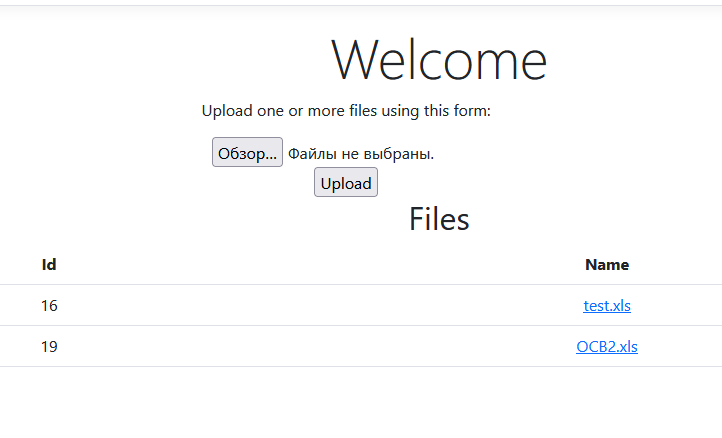 Welcome
Upload one or more files using this form:
Обзор... Файлы не выбраны.
Upload
Files
Id Name
16 test.xls
19 OCB2.xls